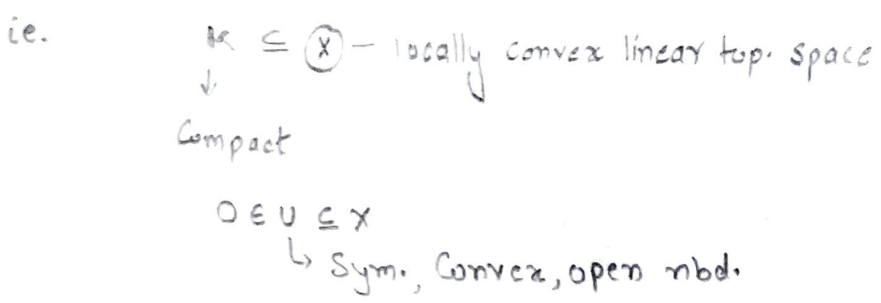 ie. K ⊆ X - locally convex linear top. space
↓
Compact
0 ∈ U ⊆ X
↳ Sym., Convex, open nbd.